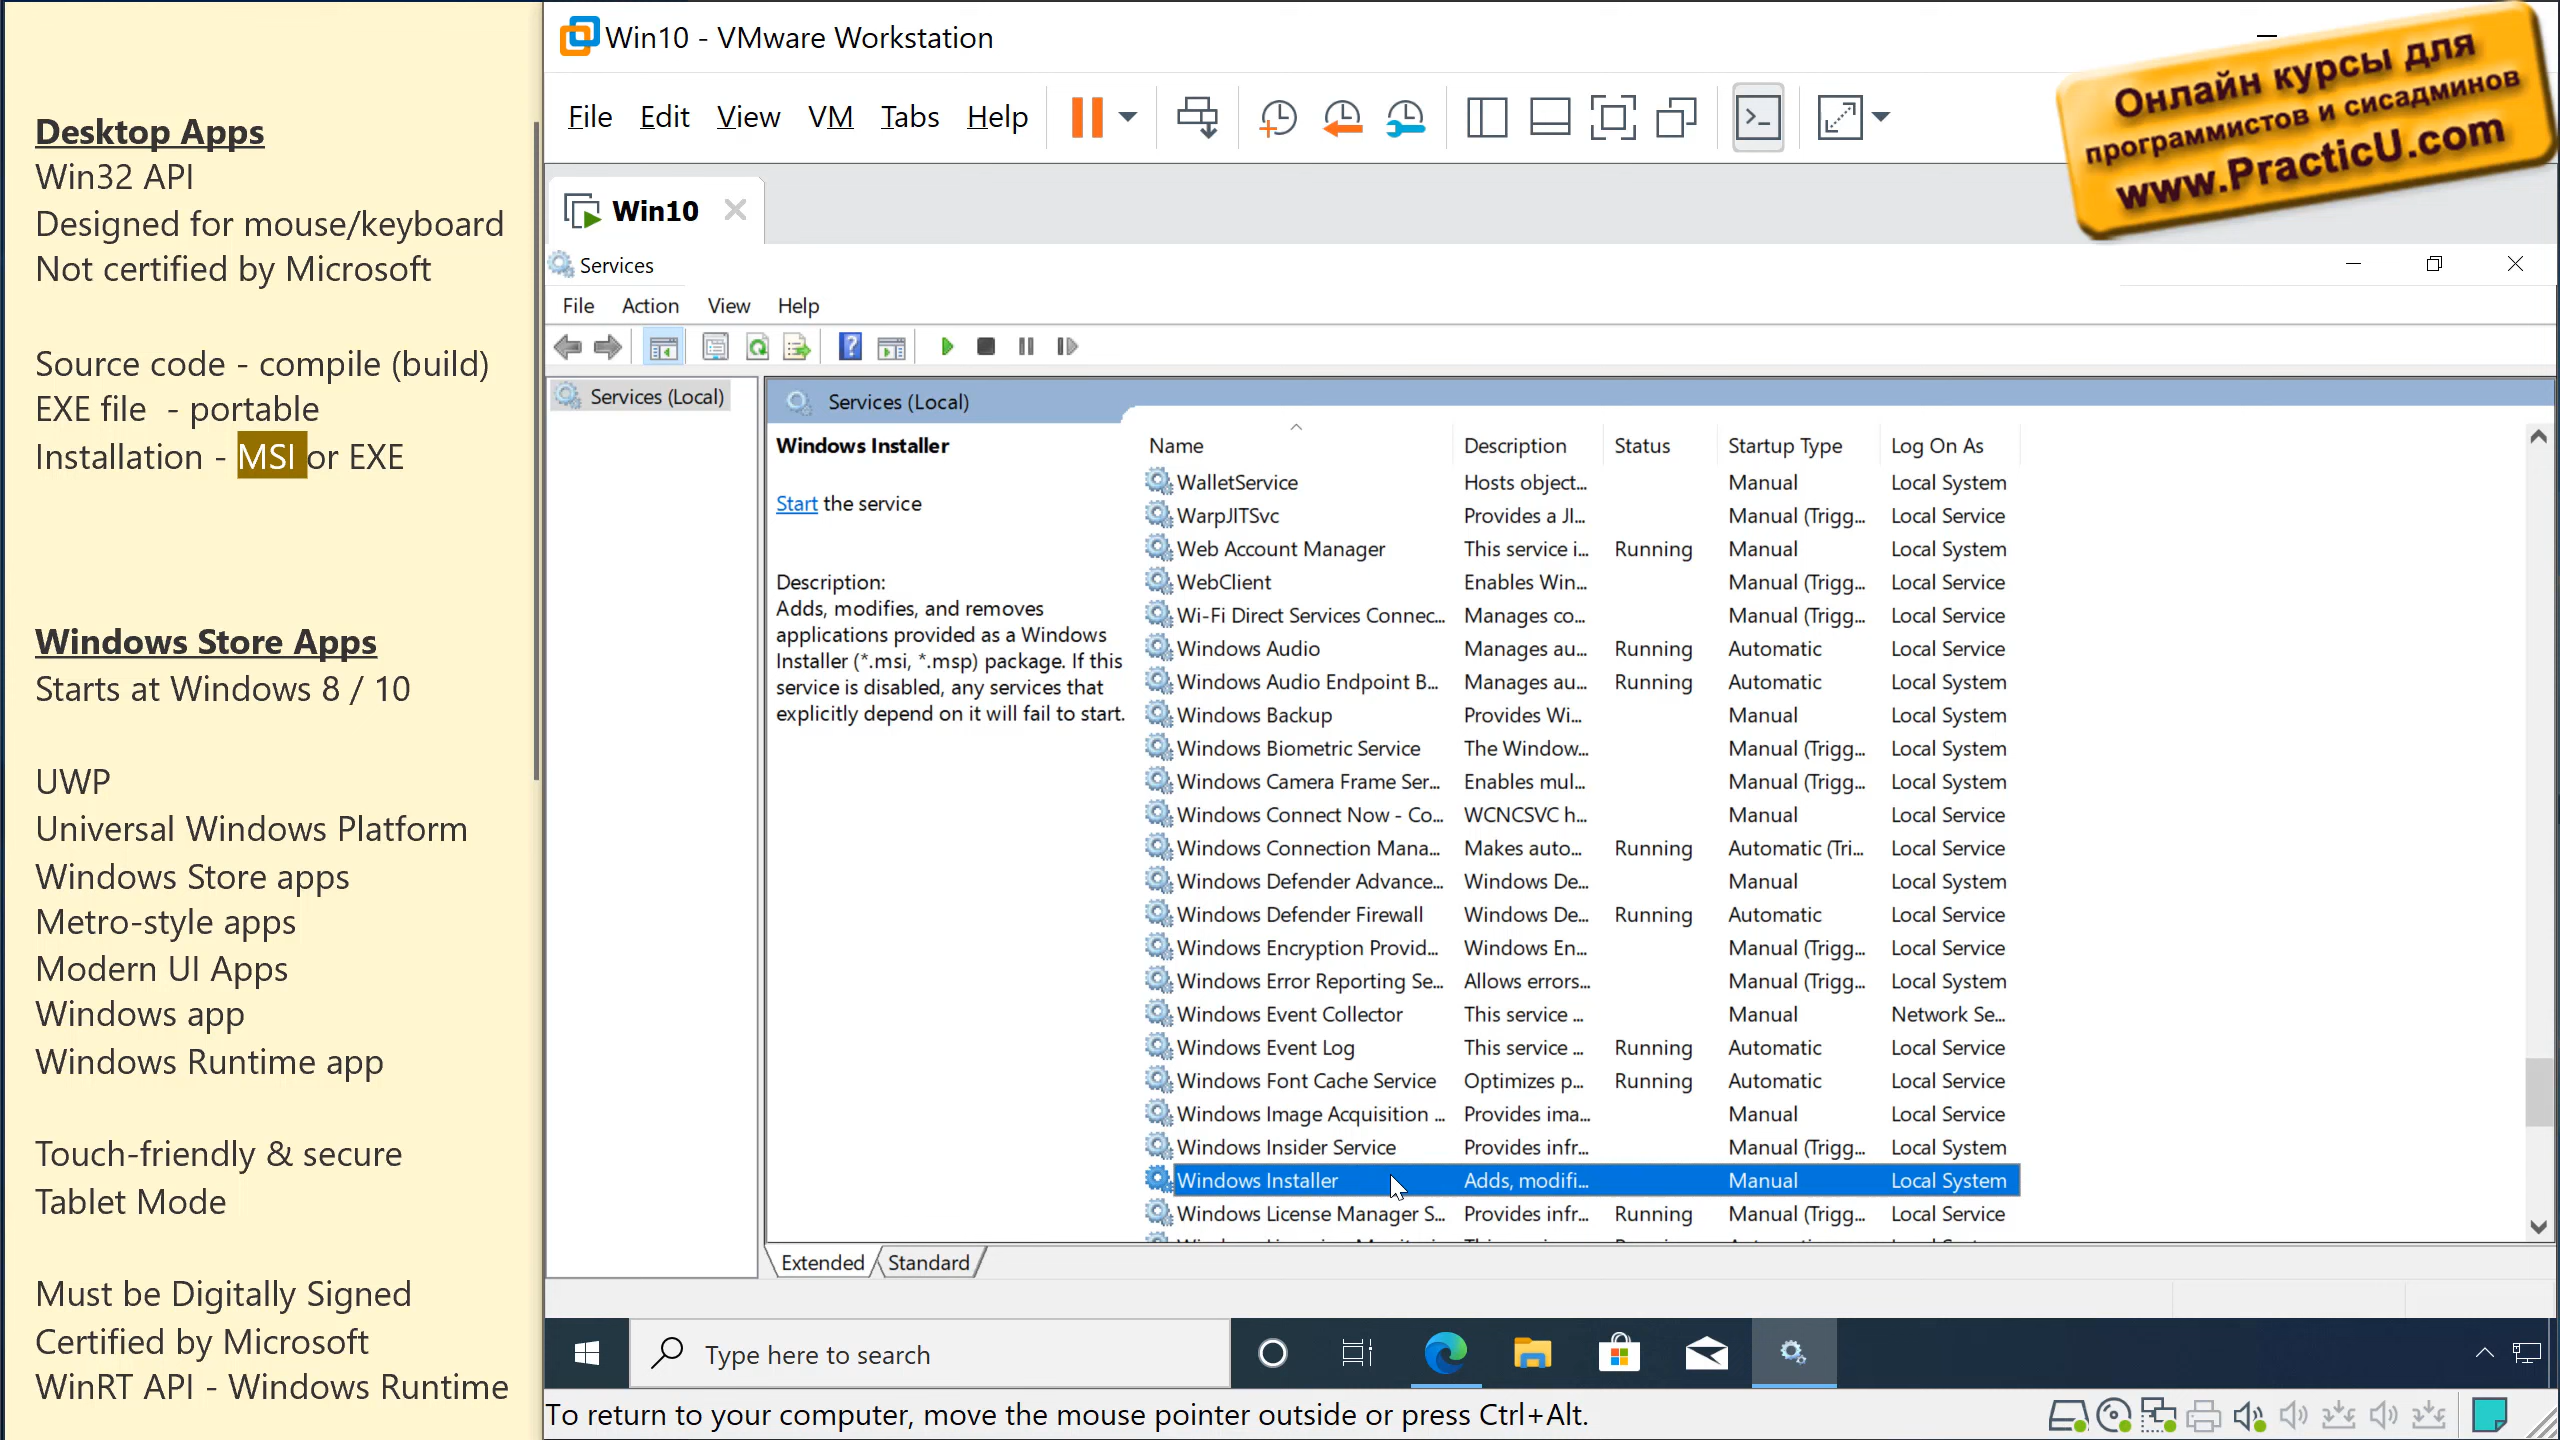 Desktop Apps
Win32 API
Designed for mouse/keyboard
Not certified by Microsoft
Source code - compile (build)
EXE file  - portable
Installation - MSI or EXE
Windows Store Apps
Starts at Windows 8 / 10
UWP
Universal Windows Platform
Windows Store apps
Metro-style apps
Modern UI Apps
Windows app
Windows Runtime app
Touch-friendly & secure
Tablet Mode
Must be Digitally Signed
Certified by Microsoft
WinRT API - Windows Runtime
Win10 - VMware Workstation
File Edit View VM Tabs Help
Онлайн курсы для
программистов и сисадминов
www.PracticU.com
Win10
Services
File Action View Help
Services (Local)
Services (Local)
Windows Installer
Start the service
Description:
Adds, modifies, and removes
applications provided as a Windows
Installer (*.msi, *.msp) package. If this
service is disabled, any services that
explicitly depend on it will fail to start.
Name Description Status Startup Type Log On As
WalletService Hosts object... Manual Local System
WarpJITSvc Provides a JI... Manual (Trigg... Local Service
Web Account Manager This service i... Running Manual Local System
WebClient Enables Win... Manual (Trigg... Local Service
Wi-Fi Direct Services Connec... Manages co... Manual (Trigg... Local Service
Windows Audio Manages au... Running Automatic Local Service
Windows Audio Endpoint B... Manages au... Running Automatic Local System
Windows Backup Provides Wi... Manual Local System
Windows Biometric Service The Window... Manual (Trigg... Local System
Windows Camera Frame Ser... Enables mul... Manual (Trigg... Local System
Windows Connect Now - Co... WCNCSVC h... Manual Local Service
Windows Connection Mana... Makes auto... Running Automatic (Tri... Local Service
Windows Defender Advance... Windows De... Manual Local System
Windows Defender Firewall Windows De... Running Automatic Local Service
Windows Encryption Provid... Windows En... Manual (Trigg... Local Service
Windows Error Reporting Se... Allows errors... Manual (Trigg... Local System
Windows Event Collector This service ... Manual Network Se...
Windows Event Log This service ... Running Automatic Local Service
Windows Font Cache Service Optimizes p... Running Automatic Local Service
Windows Image Acquisition ... Provides ima... Manual Local Service
Windows Insider Service Provides infr... Manual (Trigg... Local System
Windows Installer Adds, modifi... Manual Local System
Windows License Manager S... Provides infr... Running Manual (Trigg... Local Service
Extended Standard
Type here to search
To return to your computer, move the mouse pointer outside or press Ctrl+Alt.